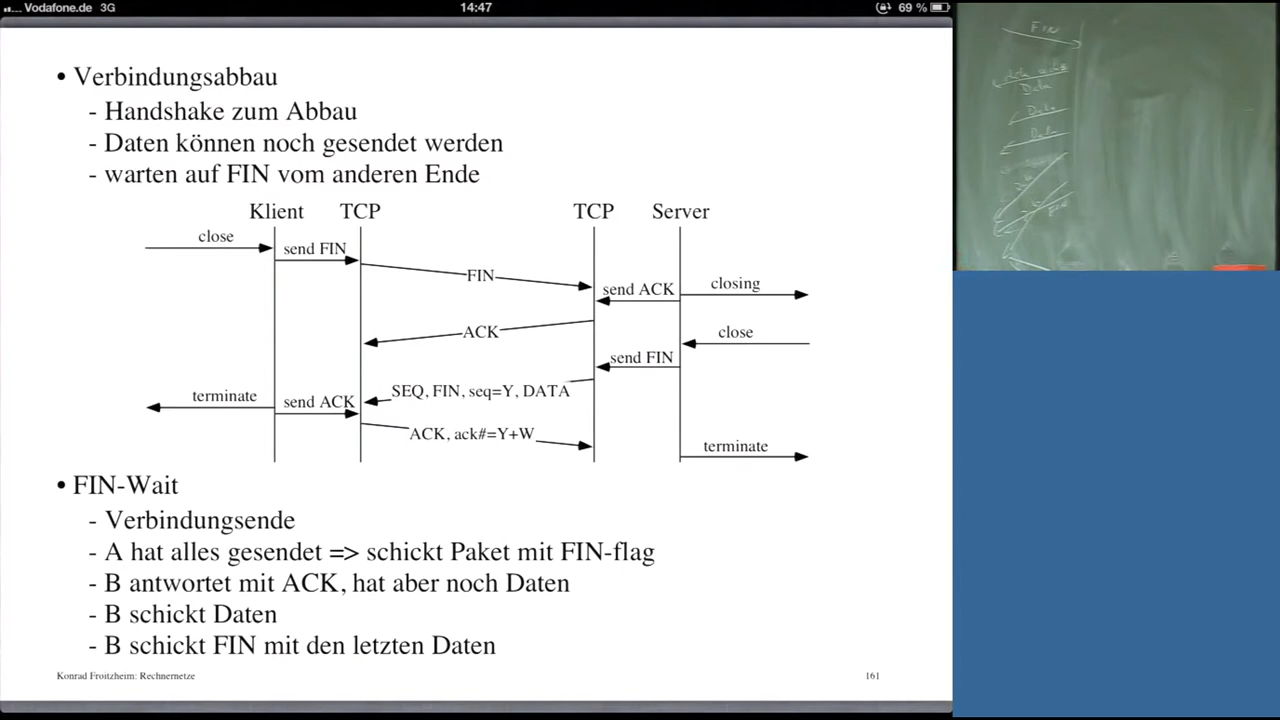 Vodafone.de 3G
14:47
69 %
• Verbindungsabbau
- Handshake zum Abbau
- Daten können noch gesendet werden
- warten auf FIN vom anderen Ende
Klient TCP TCP Server
close
send FIN
FIN
send ACK
closing
ACK
close
send FIN
SEQ, FIN, seq=Y, DATA
terminate
send ACK
ACK, ack#=Y+W
terminate
• FIN-Wait
- Verbindungsende
- A hat alles gesendet => schickt Paket mit FIN-flag
- B antwortet mit ACK, hat aber noch Daten
- B schickt Daten
- B schickt FIN mit den letzten Daten
Konrad Froitzheim: Rechnernetze
161
FIN
Data
Data
Data